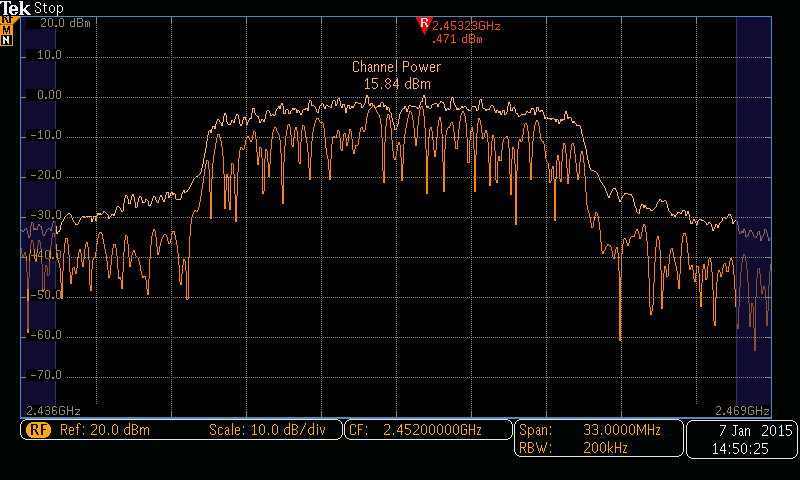 Tek Stop
R
M
N
20.0 dBm
R 2.45323GHz
.471 dBm
10.0
Channel Power
15.84 dBm
0.00
-10.0
-20.0
-30.0
-40.0
-50.0
-60.0
-70.0
2.436GHz 2.469GHz
RF Ref: 20.0 dBm Scale: 10.0 dB/div CF: 2.45200000GHz Span: 33.0000MHz 7 Jan 2015
RBW: 200kHz 14:50:25